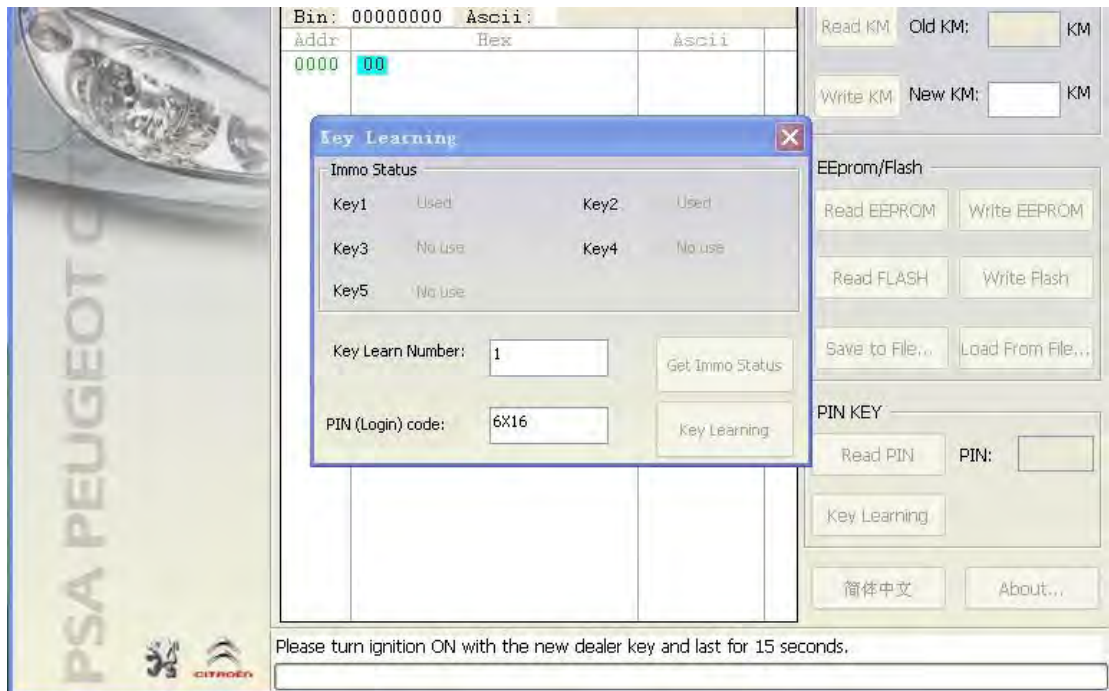 Bin: 00000000 Ascii:
Addr Hex Ascii
0000 00
Read KM Old KM: KM
Write KM New KM: KM
Key Learning
Immo Status
Key1 Used Key2 Used
Key3 No use Key4 No use
Key5 No use
Key Learn Number: 1 Get Immo Status
PIN (Login) code: 6X16 Key Learning
EEprom/Flash
Read EEPROM Write EEPROM
Read FLASH Write Flash
Save to File... Load From File...
PIN KEY
Read PIN PIN:
Key Learning
简体中文 About...
PSA PEUGEOT
CITROËN
Please turn ignition ON with the new dealer key and last for 15 seconds.